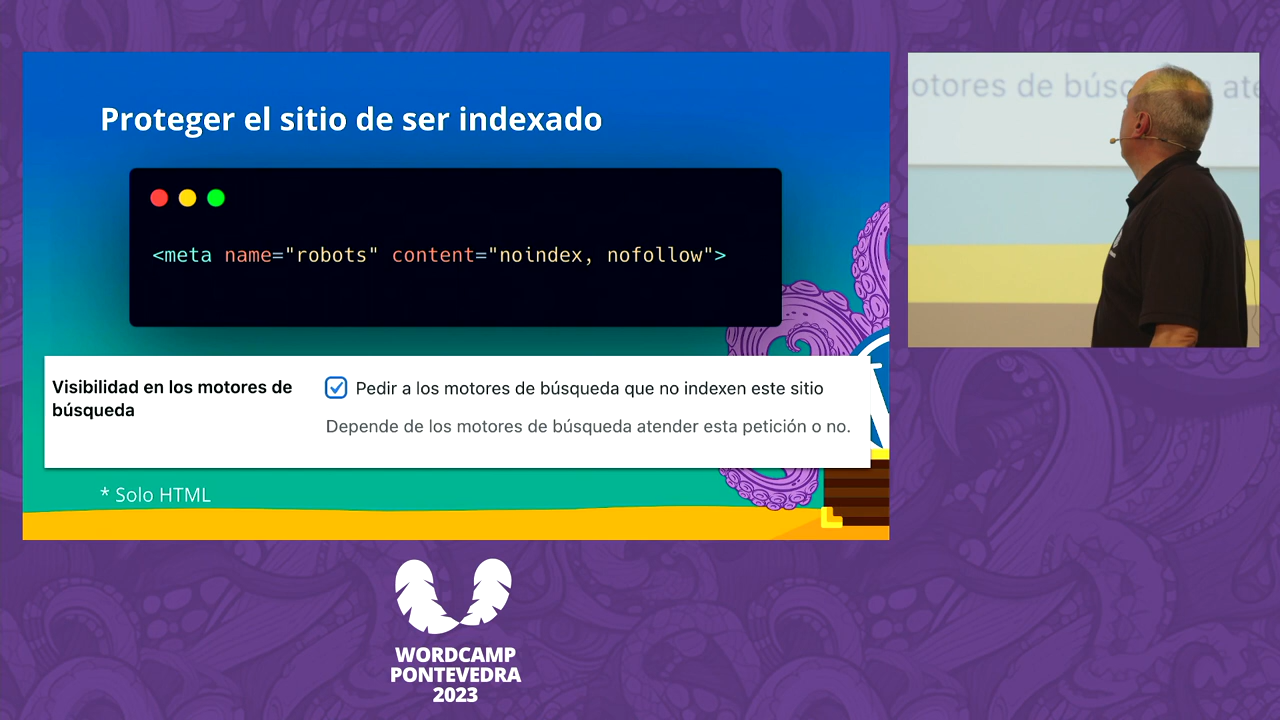 Proteger el sitio de ser indexado
<meta name="robots" content="noindex, nofollow">
Visibilidad en los motores de
búsqueda
Pedir a los motores de búsqueda que no indexen este sitio
Depende de los motores de búsqueda atender esta petición o no.
* Solo HTML
otores de búsq
ate
WORDCAMP
PONTEVEDRA
2023